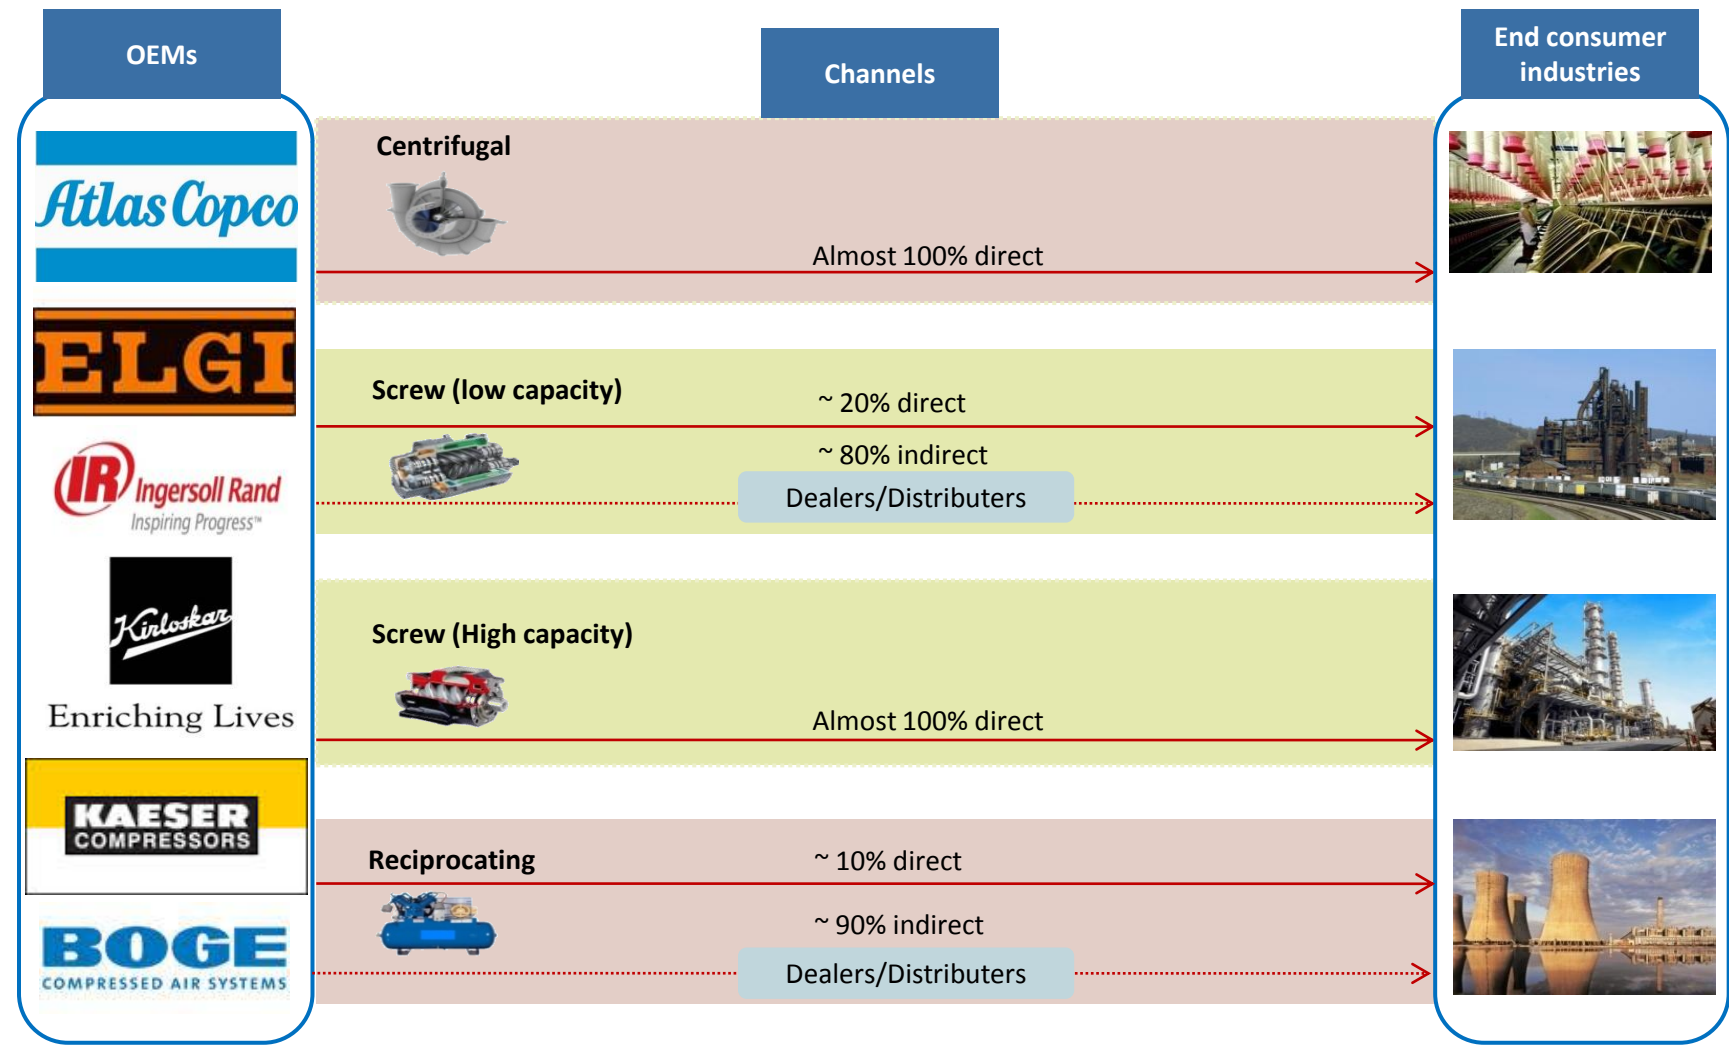 OEMs
Channels
End consumer
industries
Atlas Copco
ELGI
IR Ingersoll Rand
Inspiring Progress™
Kirloskar
Enriching Lives
KAESER
COMPRESSORS
BOGE
COMPRESSED AIR SYSTEMS
Centrifugal
Almost 100% direct
Screw (low capacity)
~ 20% direct
~ 80% indirect
Dealers/Distributers
Screw (High capacity)
Almost 100% direct
Reciprocating
~ 10% direct
~ 90% indirect
Dealers/Distributers